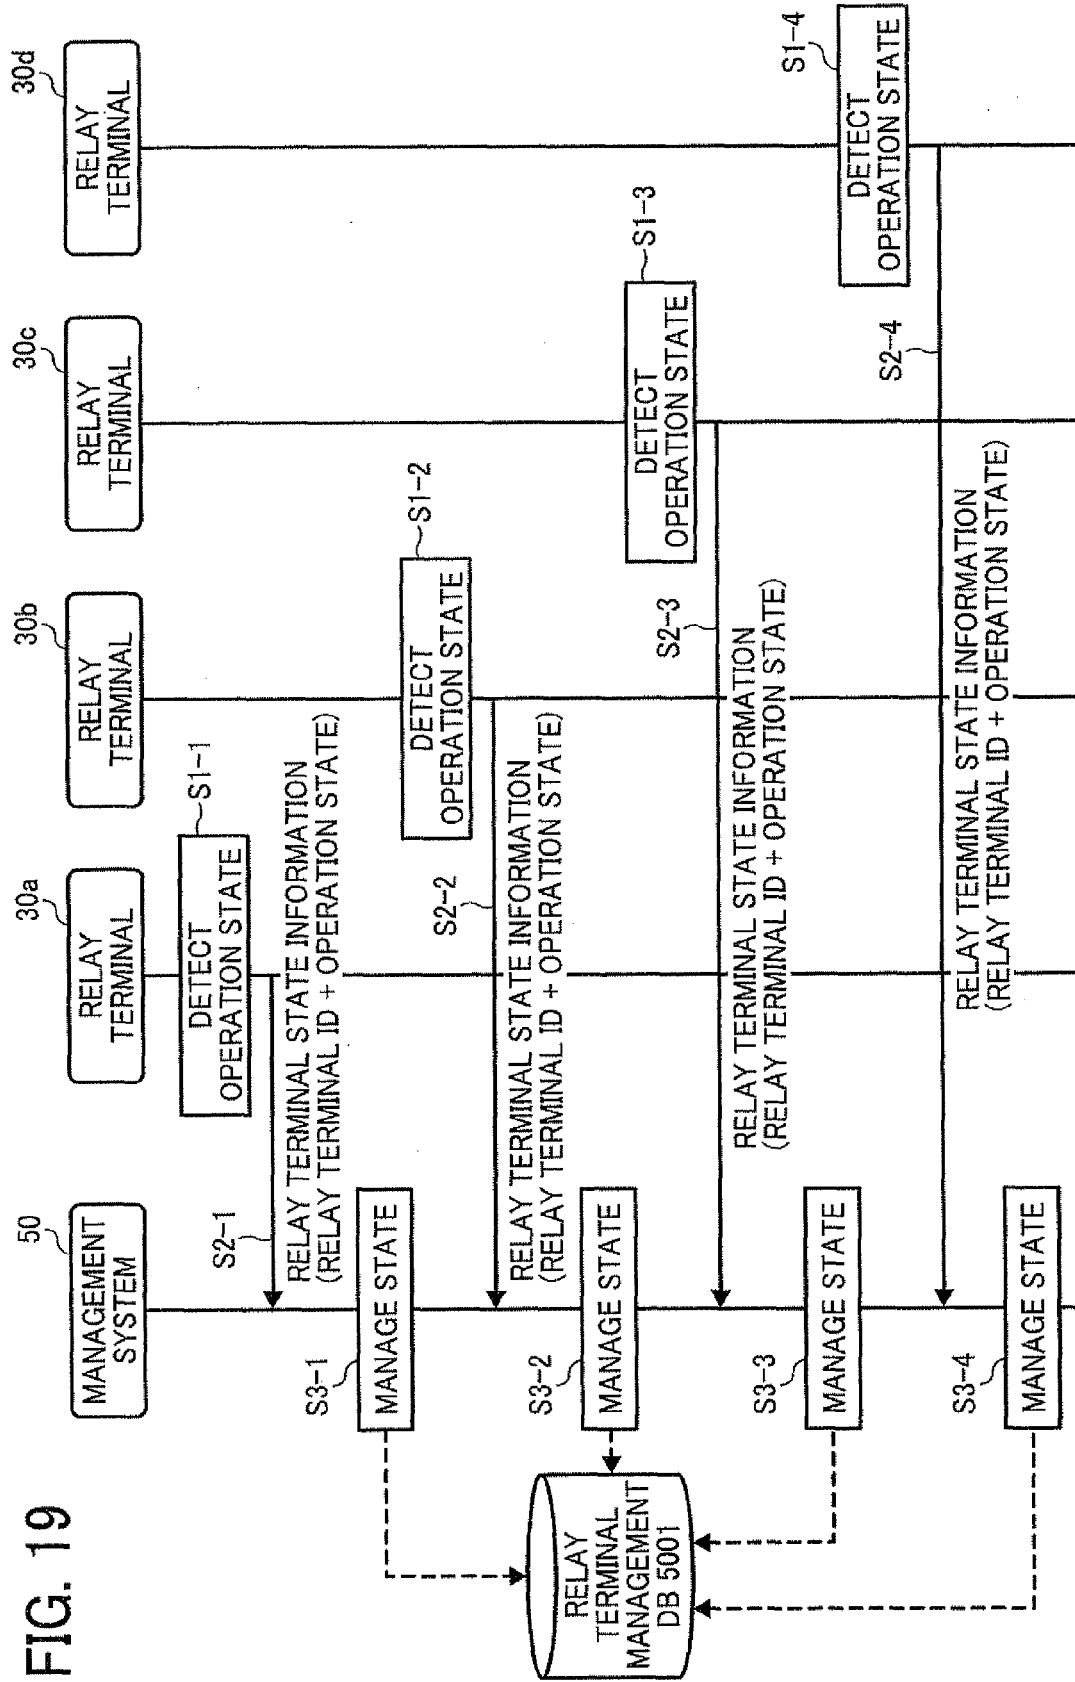 FIG. 19
50
MANAGEMENT
SYSTEM
30a
RELAY
TERMINAL
30b
RELAY
TERMINAL
30c
RELAY
TERMINAL
30d
RELAY
TERMINAL
S1-1
DETECT
OPERATION STATE
S2-1
RELAY TERMINAL STATE INFORMATION
(RELAY TERMINAL ID + OPERATION STATE)
S3-1
MANAGE STATE
S1-2
DETECT
OPERATION STATE
S2-2
RELAY TERMINAL STATE INFORMATION
(RELAY TERMINAL ID + OPERATION STATE)
S3-2
MANAGE STATE
RELAY
TERMINAL
MANAGEMENT
DB 5001
S1-3
DETECT
OPERATION STATE
S2-3
RELAY TERMINAL STATE INFORMATION
(RELAY TERMINAL ID + OPERATION STATE)
S3-3
MANAGE STATE
S1-4
DETECT
OPERATION STATE
S2-4
RELAY TERMINAL STATE INFORMATION
(RELAY TERMINAL ID + OPERATION STATE)
S3-4
MANAGE STATE